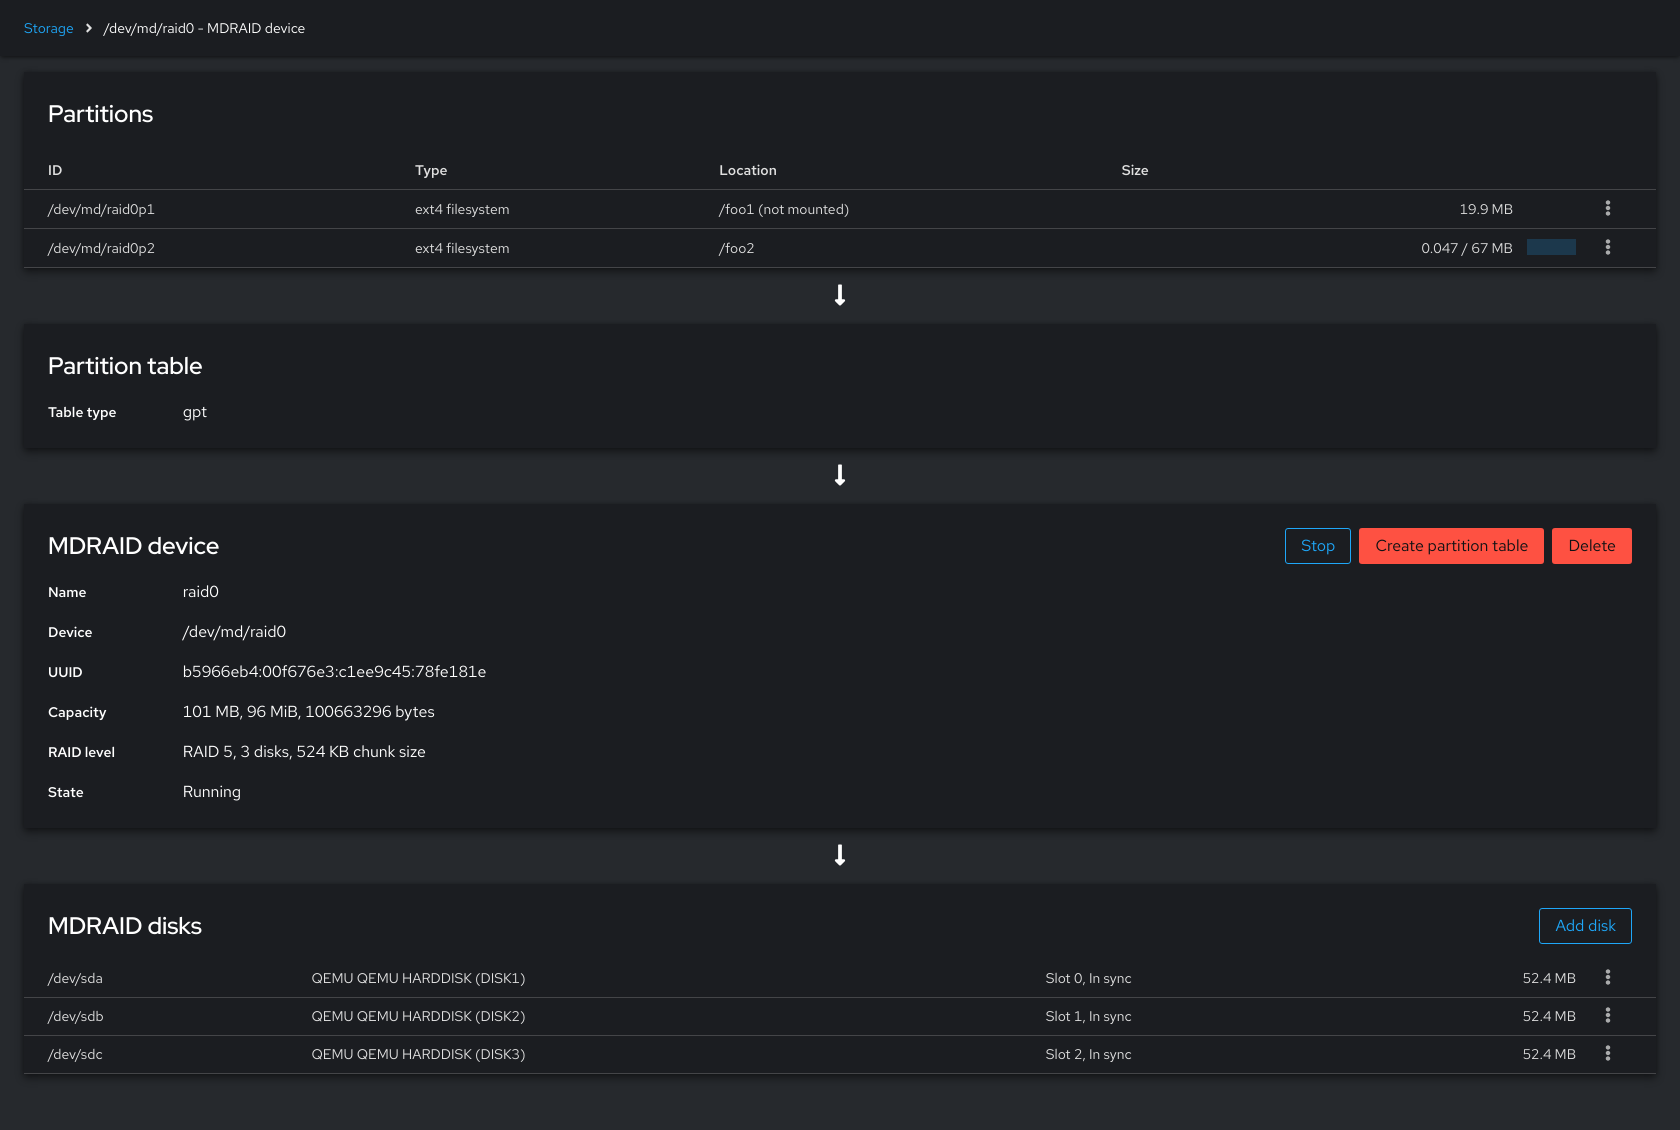 Storage > /dev/md/raid0 - MDRAID device
Partitions
ID Type Location Size
/dev/md/raid0p1 ext4 filesystem /foo1 (not mounted) 19.9 MB
/dev/md/raid0p2 ext4 filesystem /foo2 0.047 / 67 MB
Partition table
Table type gpt
MDRAID device Stop Create partition table Delete
Name raid0
Device /dev/md/raid0
UUID b5966eb4:00f676e3:c1ee9c45:78fe181e
Capacity 101 MB, 96 MiB, 100663296 bytes
RAID level RAID 5, 3 disks, 524 KB chunk size
State Running
MDRAID disks Add disk
/dev/sda QEMU QEMU HARDDISK (DISK1) Slot 0, In sync 52.4 MB
/dev/sdb QEMU QEMU HARDDISK (DISK2) Slot 1, In sync 52.4 MB
/dev/sdc QEMU QEMU HARDDISK (DISK3) Slot 2, In sync 52.4 MB